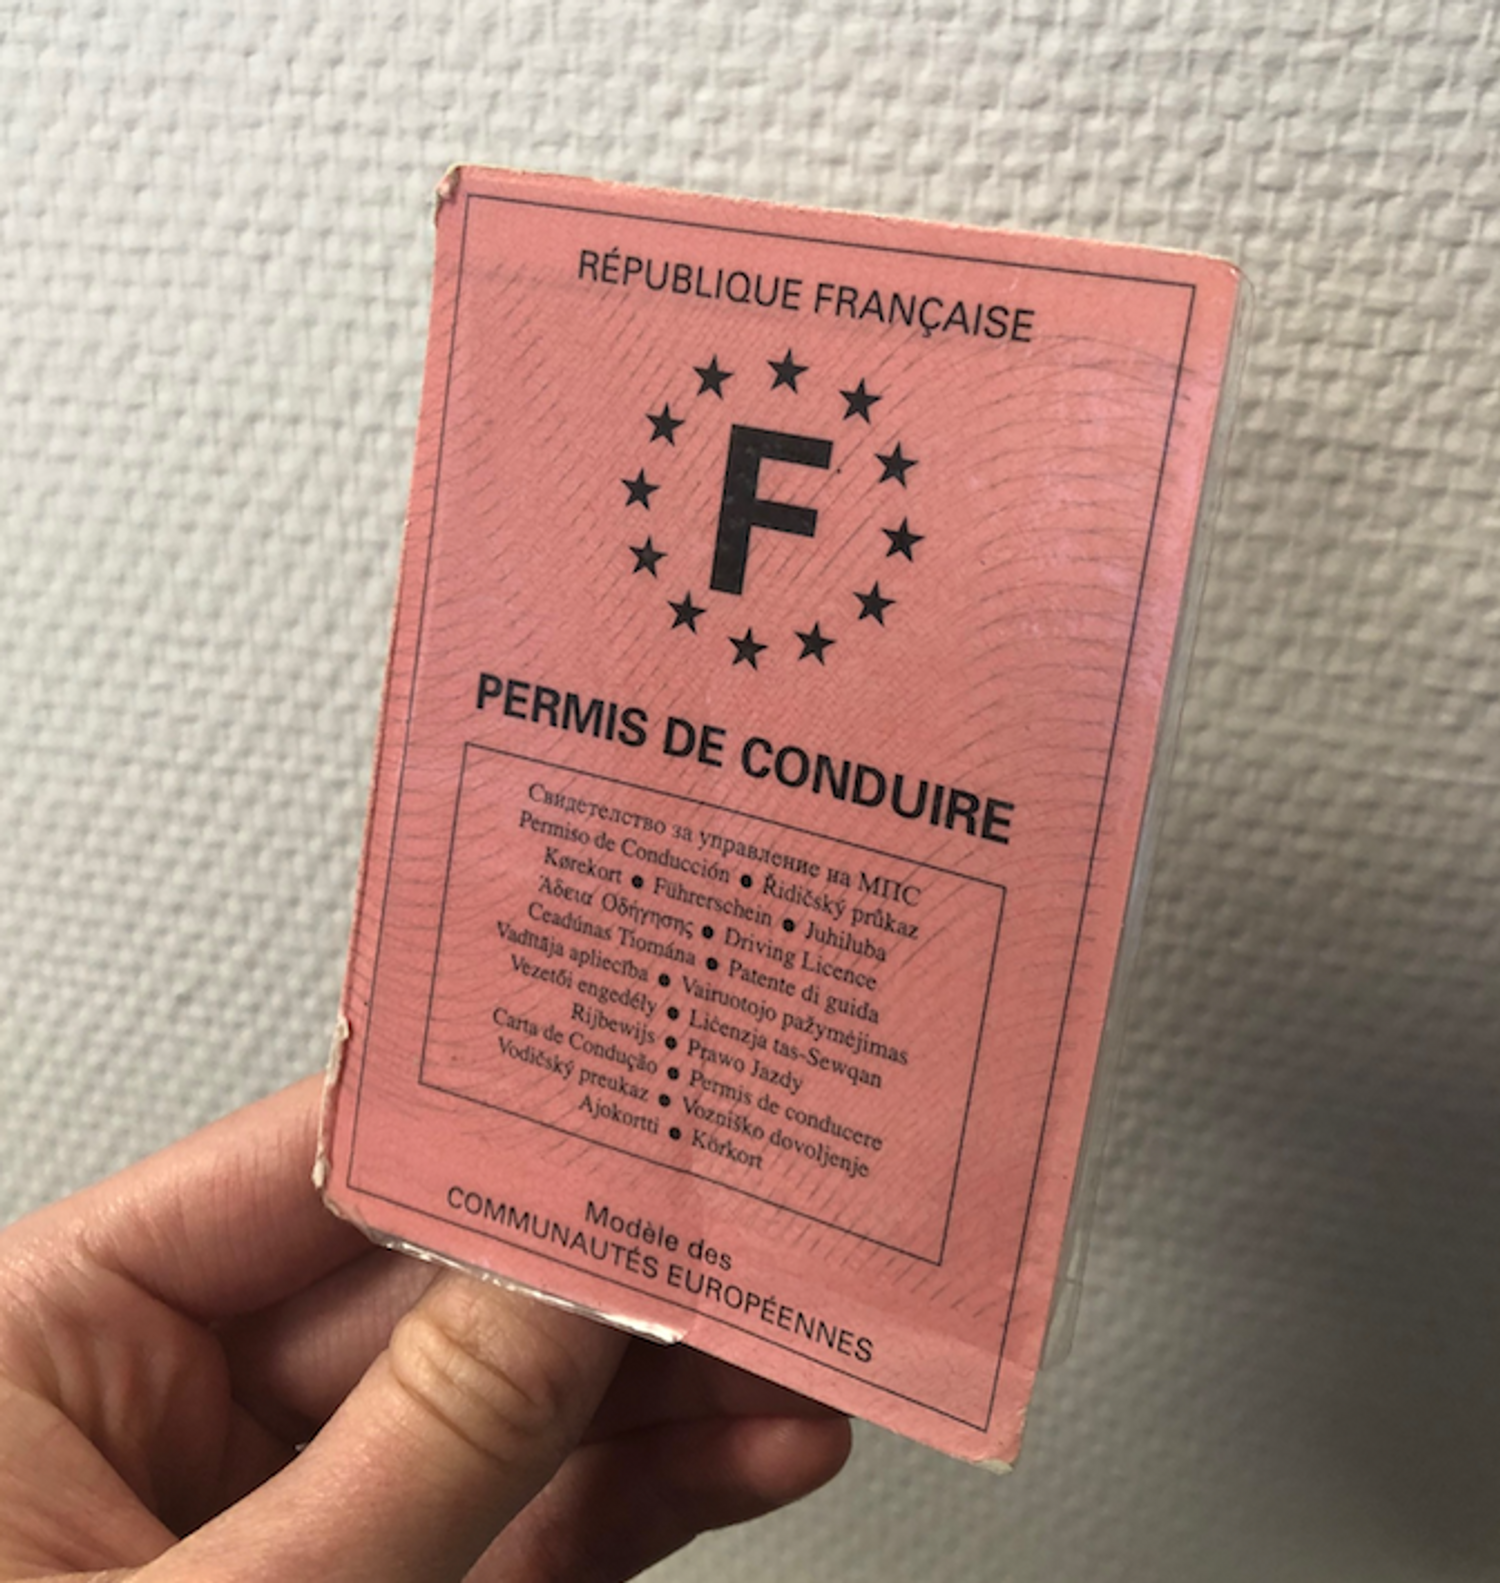 RÉPUBLIQUE FRANÇAISE
F
PERMIS DE CONDUIRE
Свидетелство за управление на МПС
Permiso de Conducción ● Řidičský průkaz
Kørekort ● Führerschein ● Juhiluba
Άδεια Οδήγησης ● Driving Licence
Ceadúnas Tiomána ● Patente di guida
Vadītāja apliecība ● Vairuotojo pažymėjimas
Vezetői engedély ● Liċenzja tas-Sewqan
Rijbewijs ● Prawo Jazdy
Carta de Condução ● Permis de conducere
Vodičský preukaz ● Vozniško dovoljenje
Ajokortti ● Körkort
Modèle des
COMMUNAUTÉS EUROPÉENNES